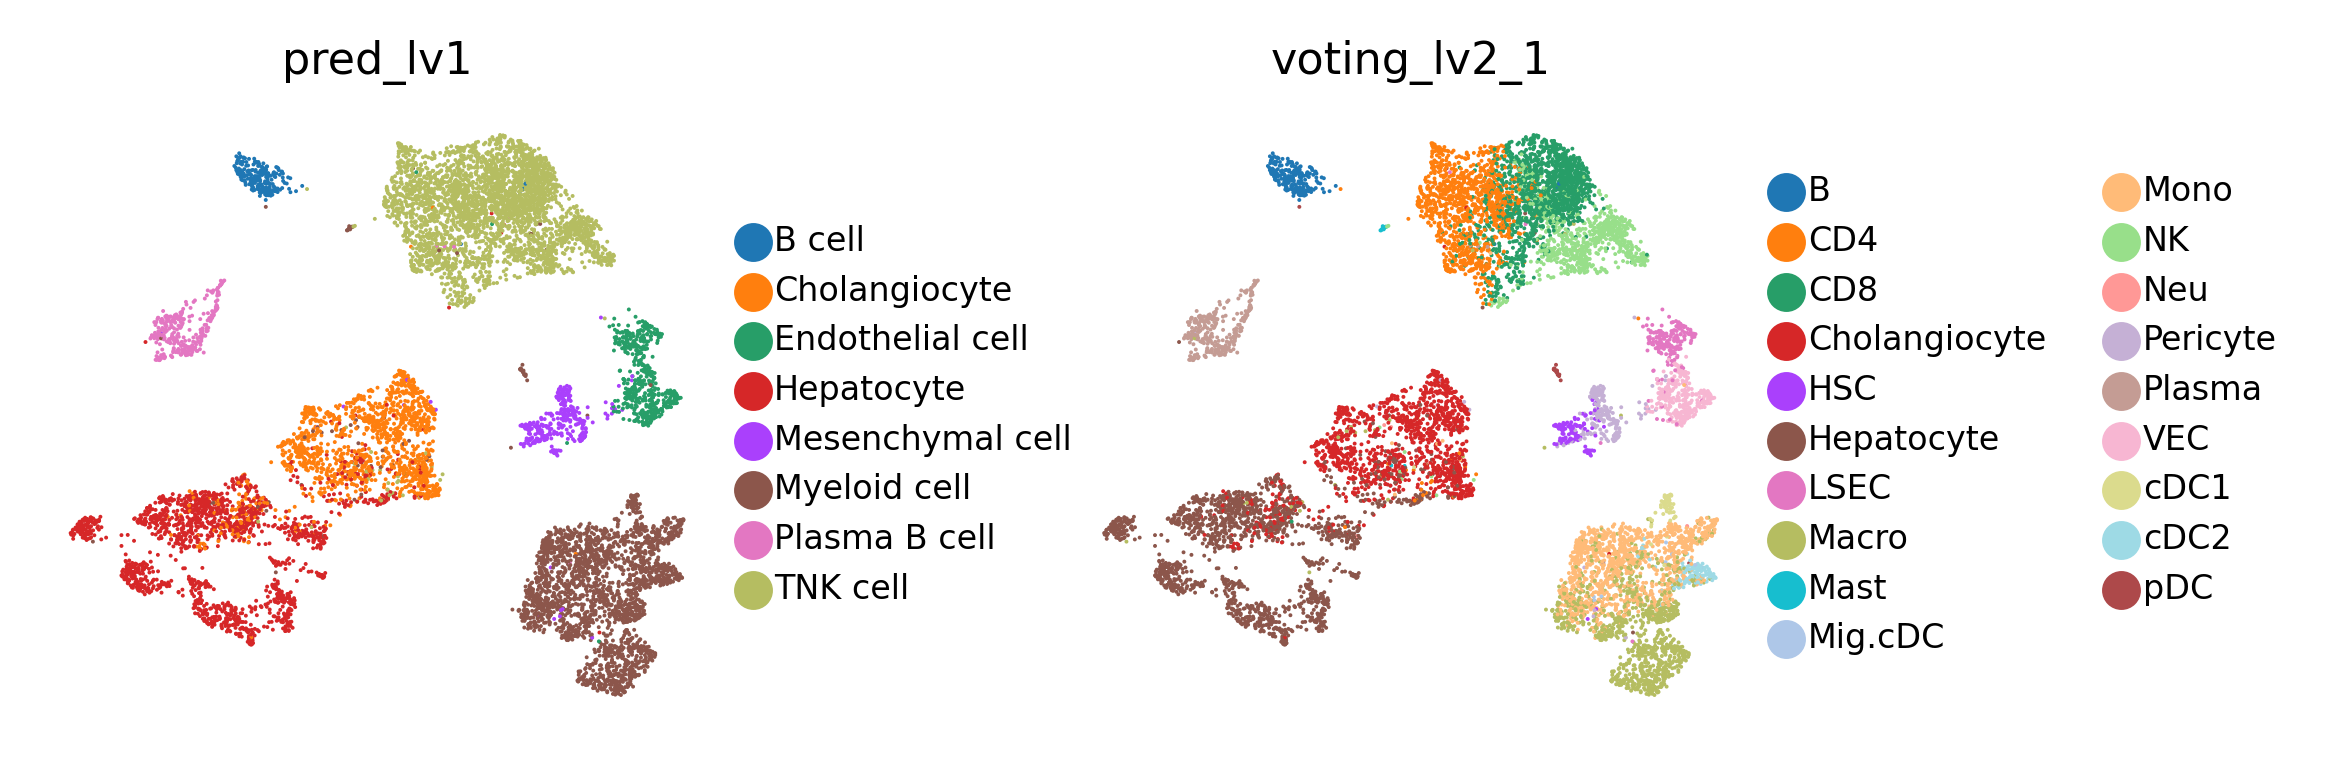 pred_lv1
B cell
Cholangiocyte
Endothelial cell
Hepatocyte
Mesenchymal cell
Myeloid cell
Plasma B cell
TNK cell
voting_lv2_1
B
CD4
CD8
Cholangiocyte
HSC
Hepatocyte
LSEC
Macro
Mast
Mig.cDC
Mono
NK
Neu
Pericyte
Plasma
VEC
cDC1
cDC2
pDC